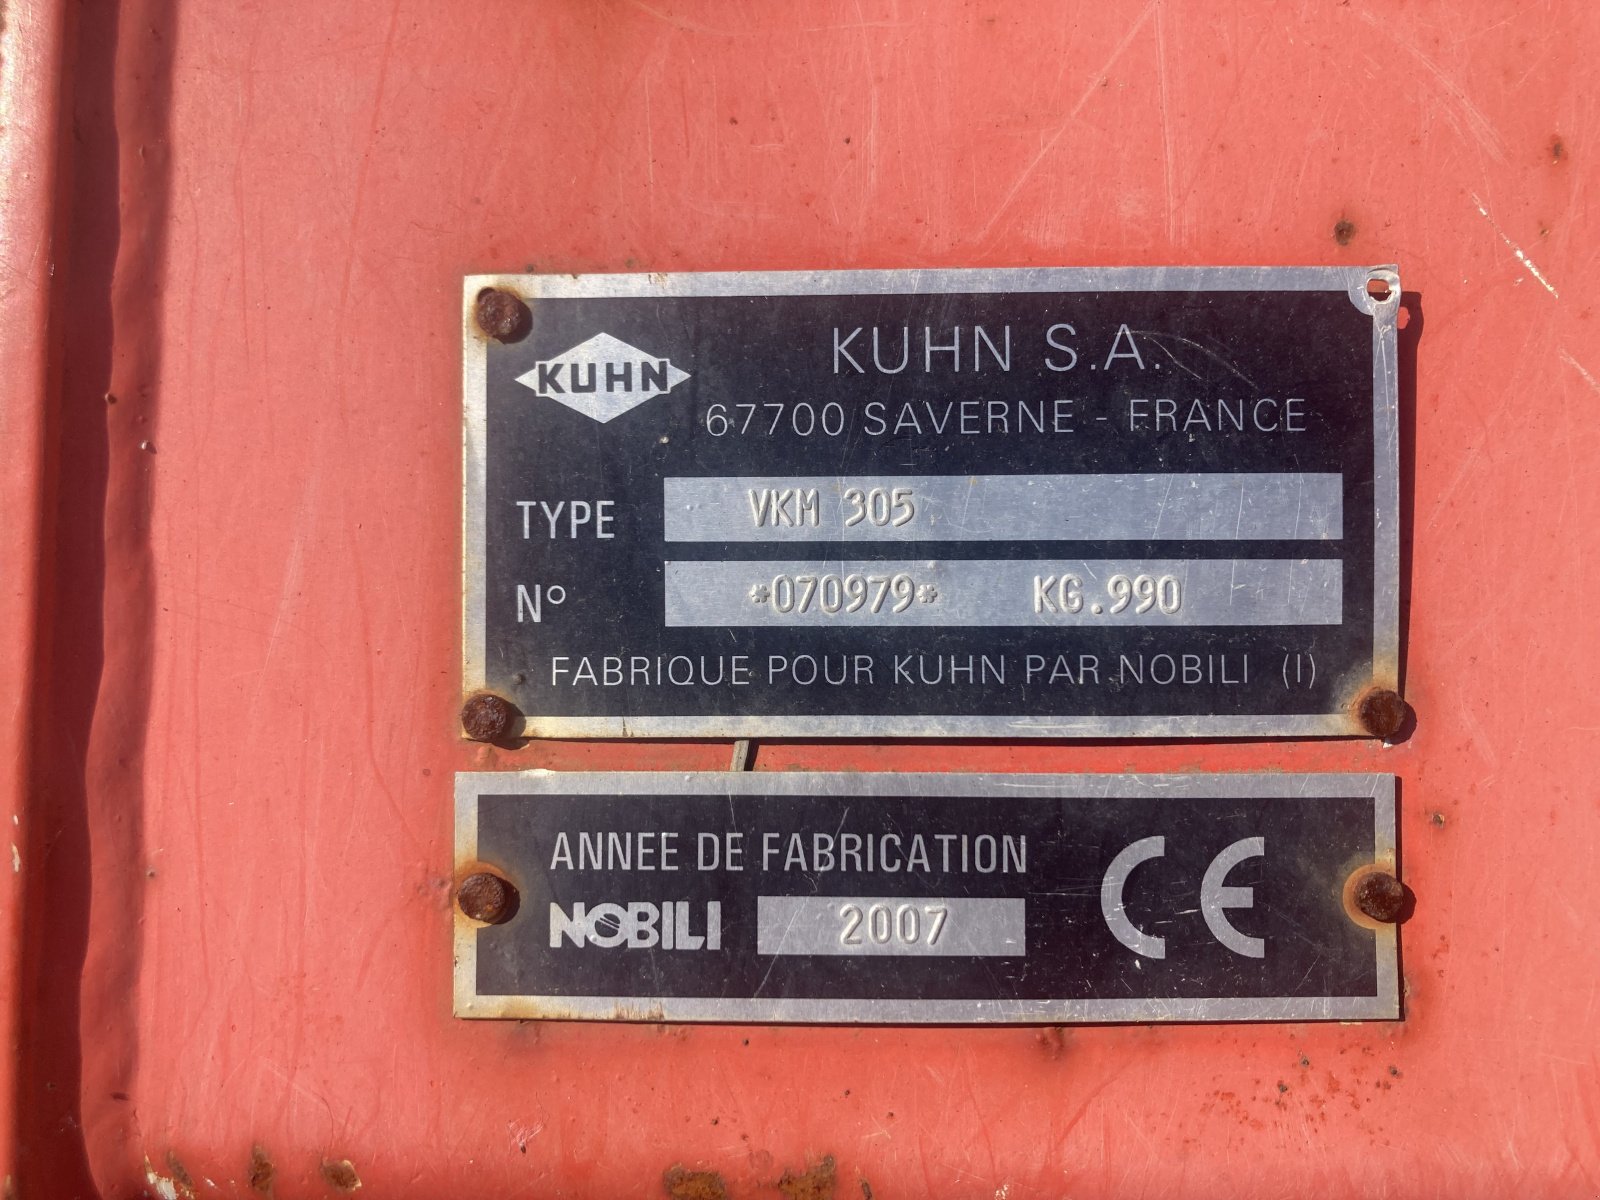 KUHN
KUHN S.A.
67700 SAVERNE - FRANCE
TYPE VKM 305
N° *070979* KG.990
FABRIQUE POUR KUHN PAR NOBILI (I)
ANNEE DE FABRICATION
NOBILI 2007
CE